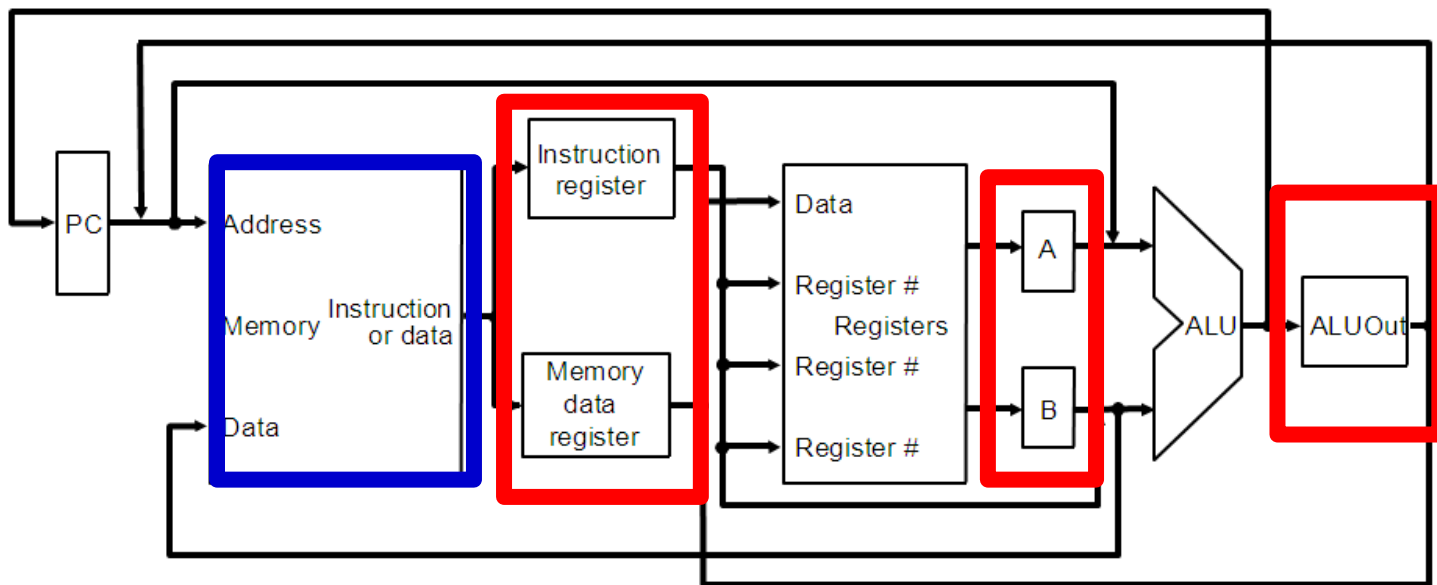 PC
Address
Memory
Instruction
or data
Data
Instruction
register
Memory
data
register
Data
Register #
Registers
Register #
Register #
A
B
ALU
ALUOut